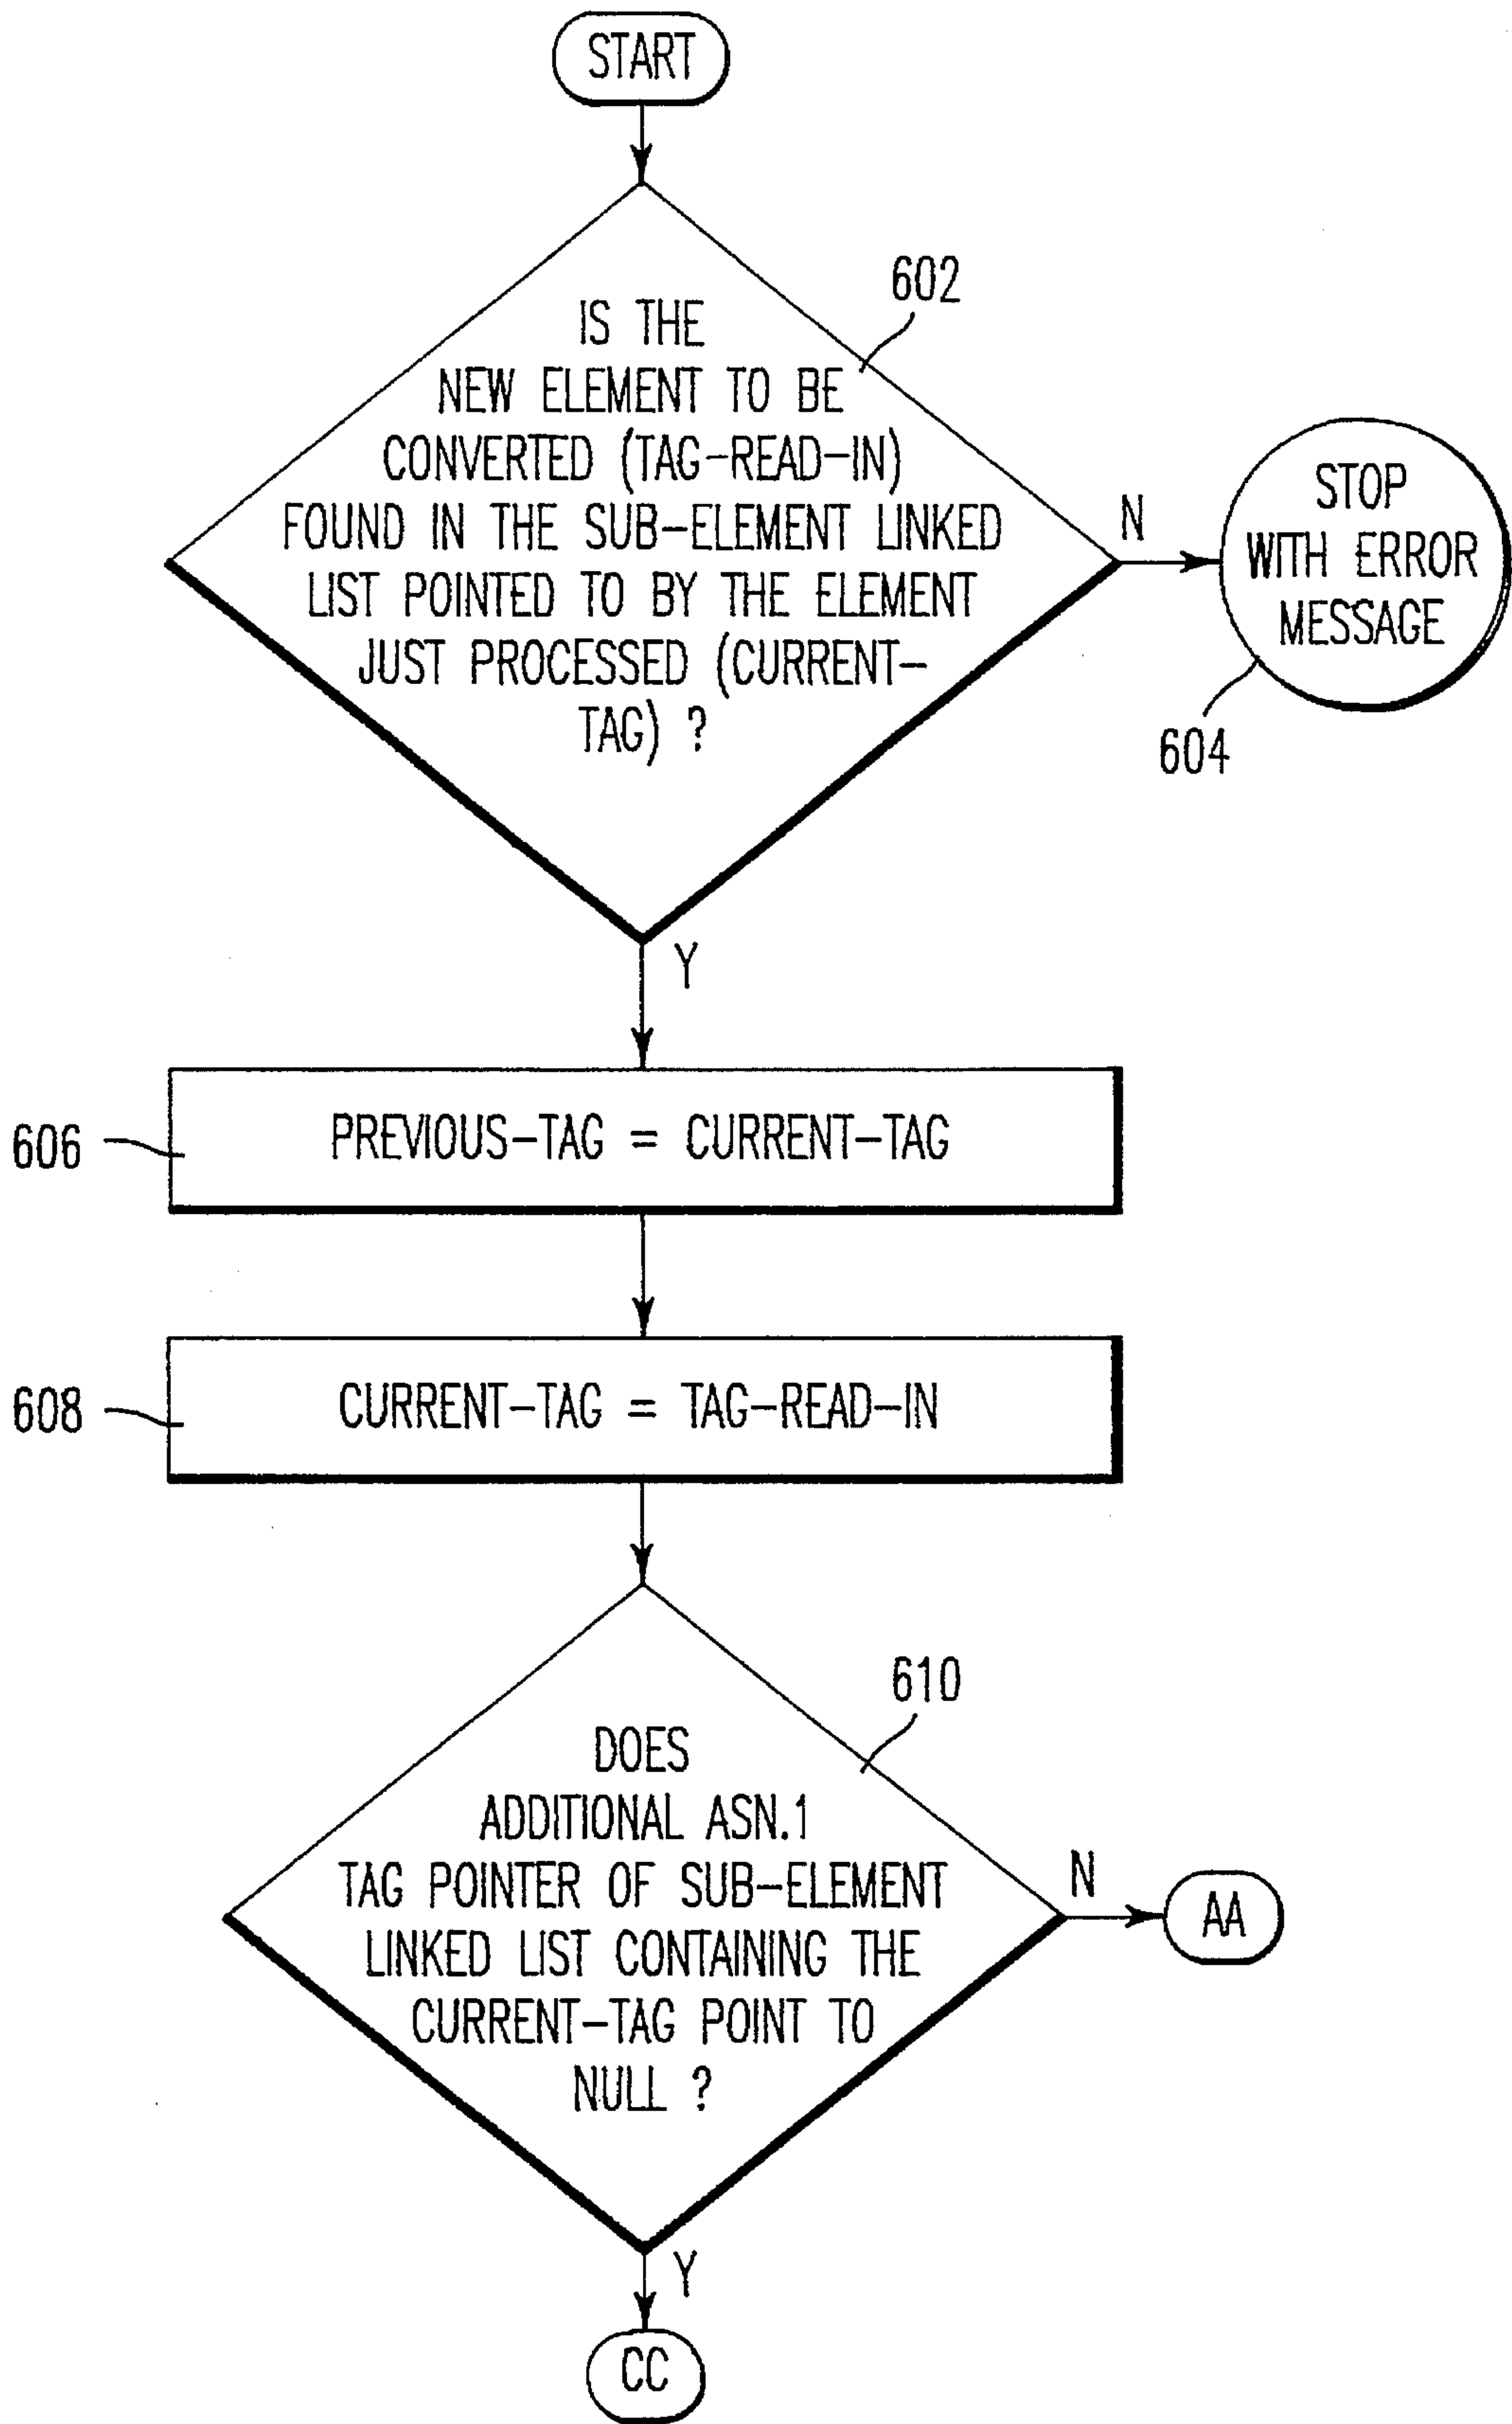 START
602
IS THE
NEW ELEMENT TO BE
CONVERTED (TAG-READ-IN)
FOUND IN THE SUB-ELEMENT LINKED
LIST POINTED TO BY THE ELEMENT
JUST PROCESSED (CURRENT-
TAG) ?
N
STOP
WITH ERROR
MESSAGE
604
Y
606
PREVIOUS-TAG = CURRENT-TAG
608
CURRENT-TAG = TAG-READ-IN
610
DOES
ADDITIONAL ASN.1
TAG POINTER OF SUB-ELEMENT
LINKED LIST CONTAINING THE
CURRENT-TAG POINT TO
NULL ?
N
AA
Y
CC